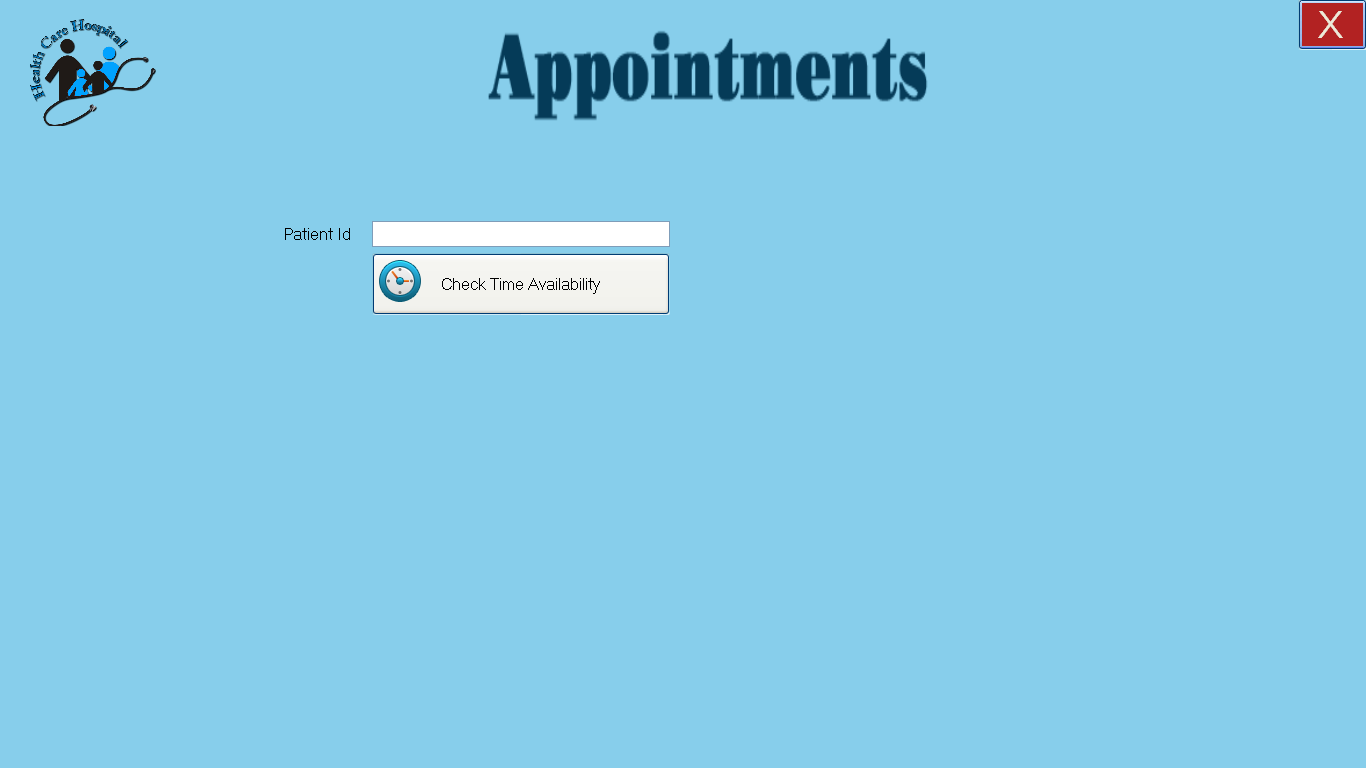 Health Care Hospital
Appointments
X
Patient Id
Check Time Availability